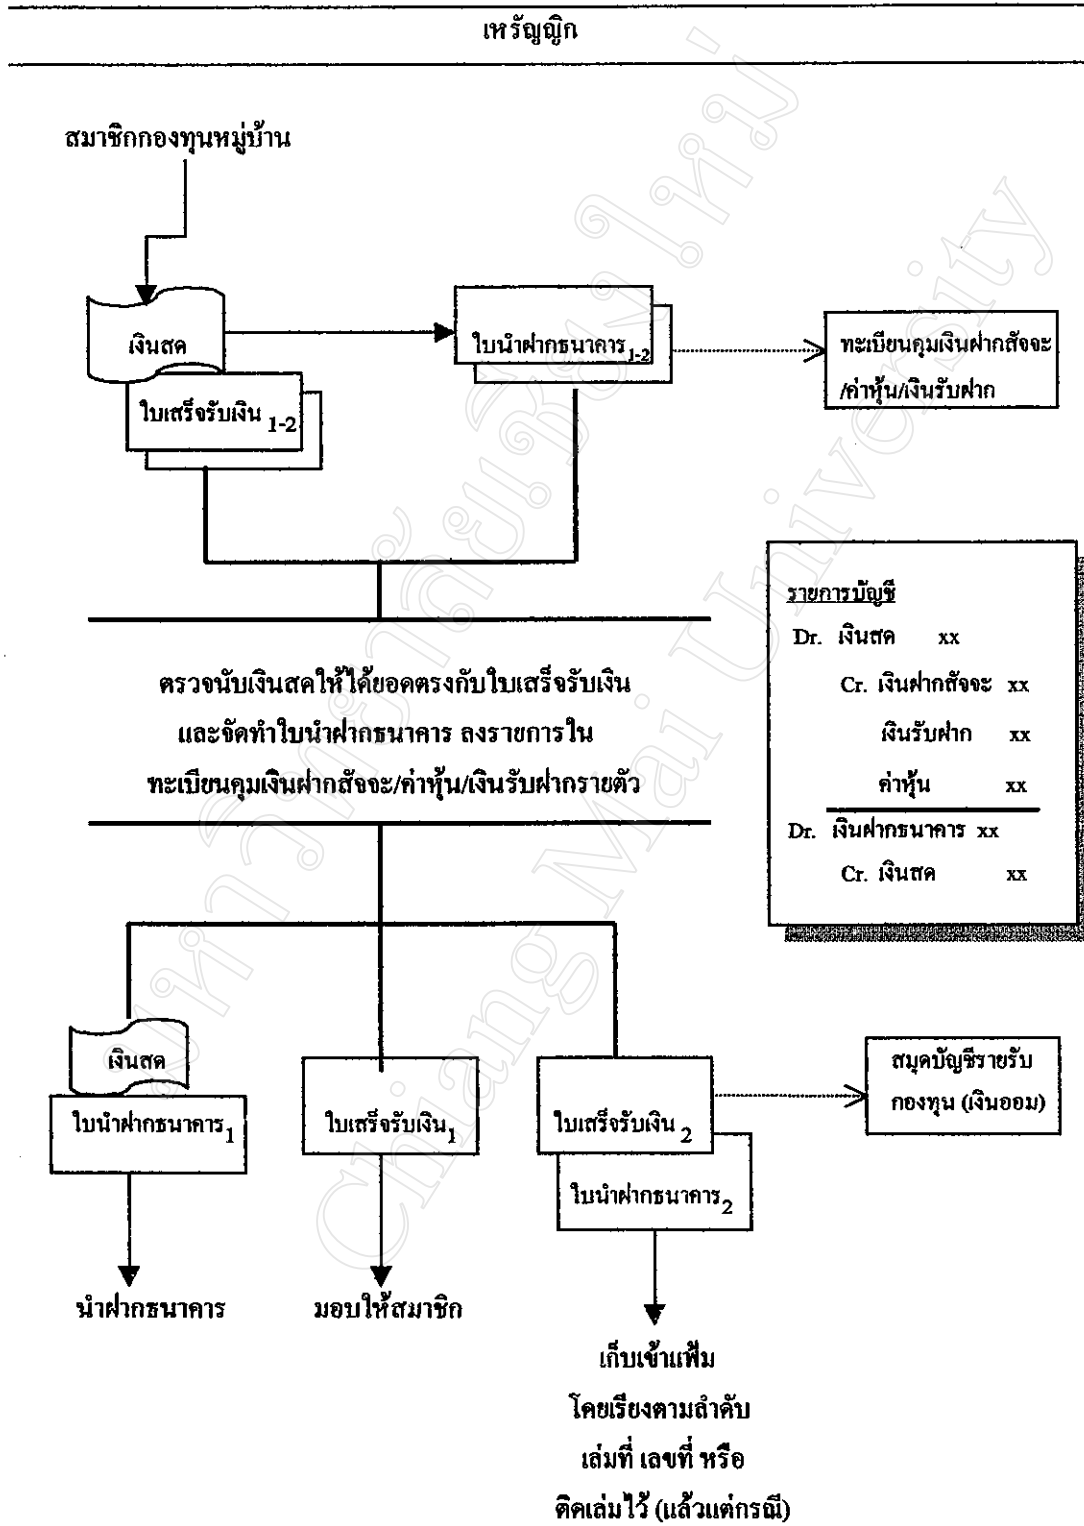 เหรัญญิก
สมาชิกกองทุนหมู่บ้าน
เงินสด
ใบเสร็จรับเงิน 1-2
ใบนำฝากธนาคาร 1-2
ทะเบียนคุมเงินฝากสัจจะ
/ค่าหุ้น/เงินรับฝาก
ตรวจนับเงินสดให้ได้ยอดตรงกับใบเสร็จรับเงิน
และจัดทำใบนำฝากธนาคาร ลงรายการใน
ทะเบียนคุมเงินฝากสัจจะ/ค่าหุ้น/เงินรับฝากรายตัว
รายการบัญชี
Dr. เงินสด xx
Cr. เงินฝากสัจจะ xx
เงินรับฝาก xx
ค่าหุ้น xx
Dr. เงินฝากธนาคาร xx
Cr. เงินสด xx
เงินสด
ใบนำฝากธนาคาร 1
นำฝากธนาคาร
ใบเสร็จรับเงิน 1
มอบให้สมาชิก
ใบเสร็จรับเงิน 2
ใบนำฝากธนาคาร 2
สมุดบัญชีรายรับ
กองทุน (เงินออม)
เก็บเข้าแฟ้ม
โดยเรียงตามลำดับ
เล่มที่ เลขที่ หรือ
ติดเล่มไว้ (แล้วแต่กรณี)
มหาวิทยาลัยเชียงใหม่
Chiang Mai University